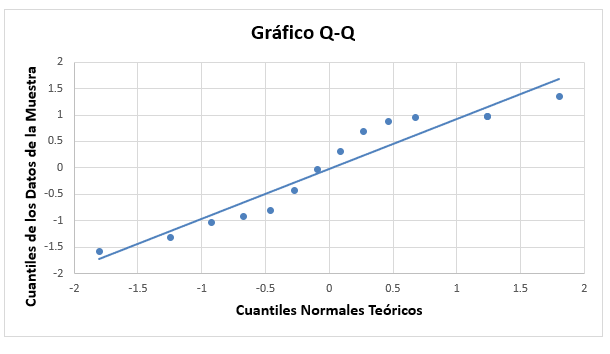 Gráfico Q-Q
Cuantiles de los Datos de la Muestra
2
1.5
1
0.5
0
-0.5
-1
-1.5
-2
-2 -1.5 -1 -0.5 0 0.5 1 1.5 2
Cuantiles Normales Teóricos